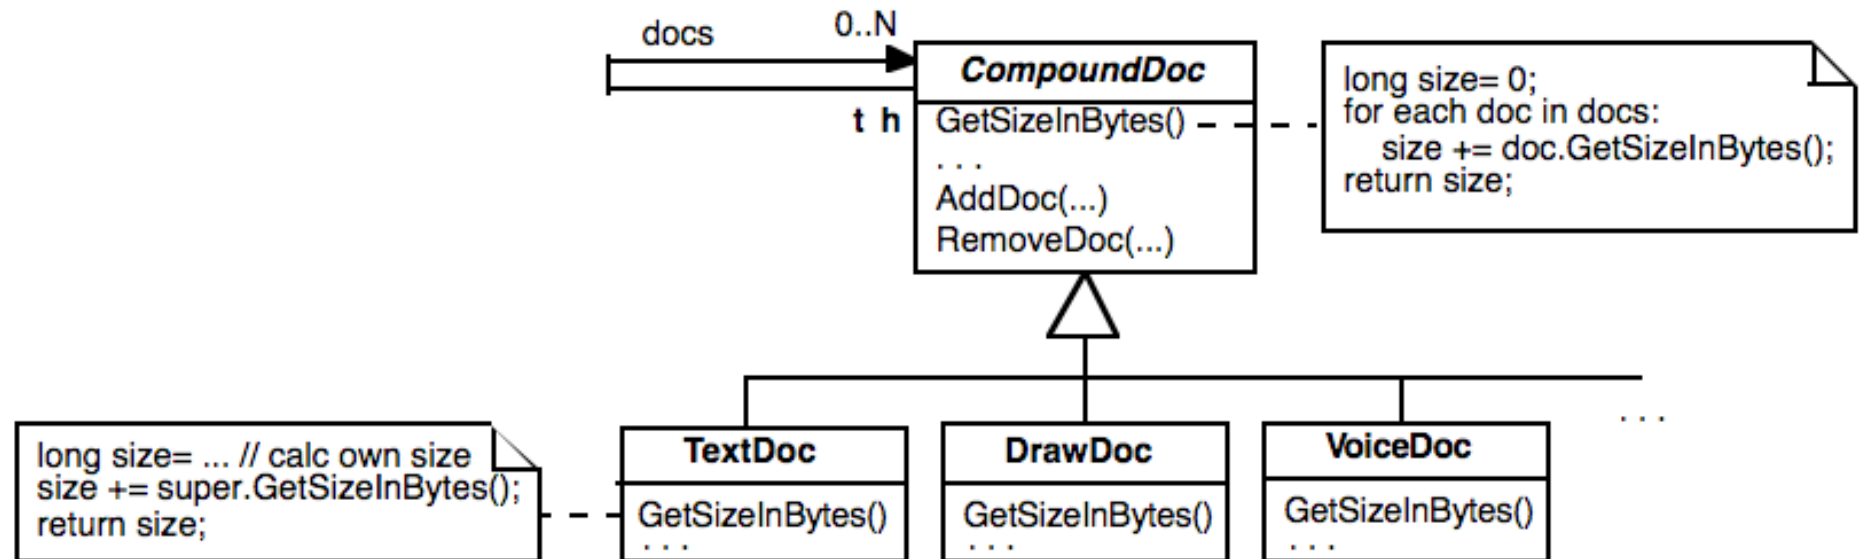 docs
0..N
CompoundDoc
t h
GetSizeInBytes()
. . .
AddDoc(...)
RemoveDoc(...)
long size= 0;
for each doc in docs:
size += doc.GetSizeInBytes();
return size;
. . .
long size= ... // calc own size
size += super.GetSizeInBytes();
return size;
TextDoc
GetSizeInBytes()
. . .
DrawDoc
GetSizeInBytes()
. . .
VoiceDoc
GetSizeInBytes()
. . .